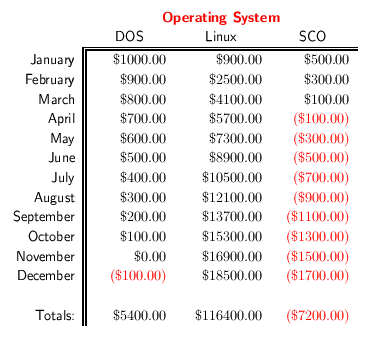 Operating System
DOS Linux SCO
January $1000.00 $900.00 $500.00
February $900.00 $2500.00 $300.00
March $800.00 $4100.00 $100.00
April $700.00 $5700.00 ($100.00)
May $600.00 $7300.00 ($300.00)
June $500.00 $8900.00 ($500.00)
July $400.00 $10500.00 ($700.00)
August $300.00 $12100.00 ($900.00)
September $200.00 $13700.00 ($1100.00)
October $100.00 $15300.00 ($1300.00)
November $0.00 $16900.00 ($1500.00)
December ($100.00) $18500.00 ($1700.00)
Totals: $5400.00 $116400.00 ($7200.00)